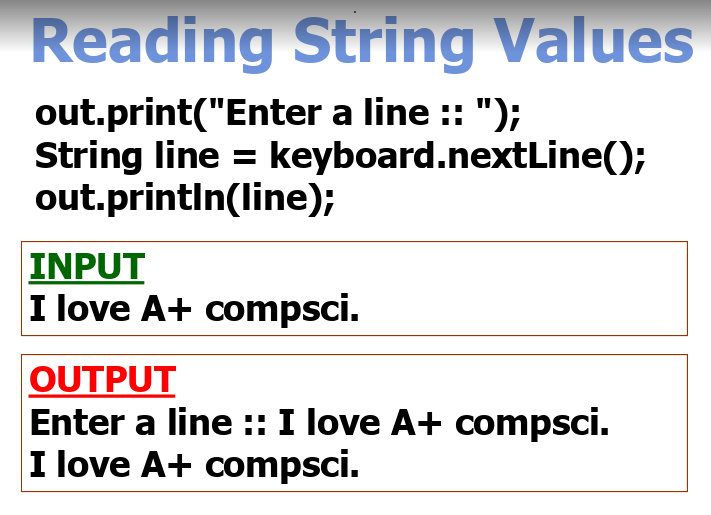 Reading String Values
out.print("Enter a line :: ");
String line = keyboard.nextLine();
out.println(line);
INPUT
I love A+ compsci.
OUTPUT
Enter a line :: I love A+ compsci.
I love A+ compsci.